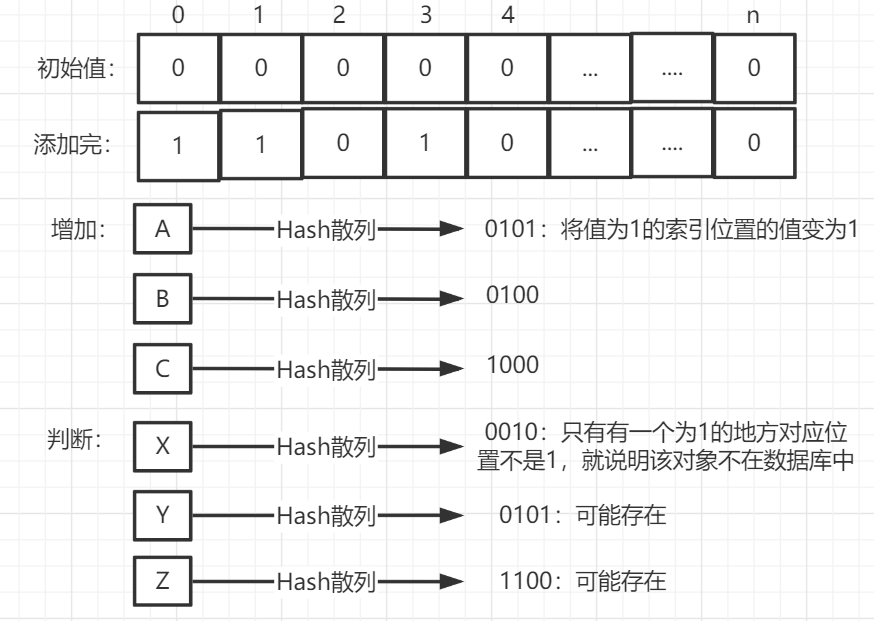 0 1 2 3 4 n
初始值： 0 0 0 0 0 ... .... 0
添加完： 1 1 0 1 0 ... .... 0
增加： A Hash散列 0101：将值为1的索引位置的值变为1
B Hash散列 0100
C Hash散列 1000
判断： X Hash散列 0010：只有有一个为1的地方对应位
置不是1，就说明该对象不在数据库中
Y Hash散列 0101：可能存在
Z Hash散列 1100：可能存在